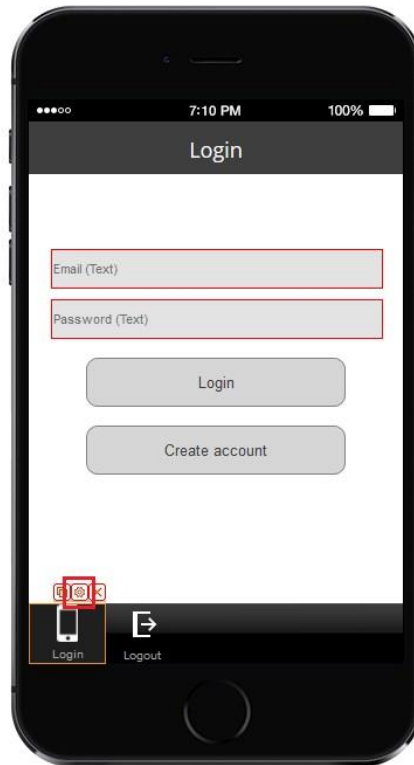 7:10 PM 100%
Login
Email (Text)
Password (Text)
Login
Create account
Login Logout